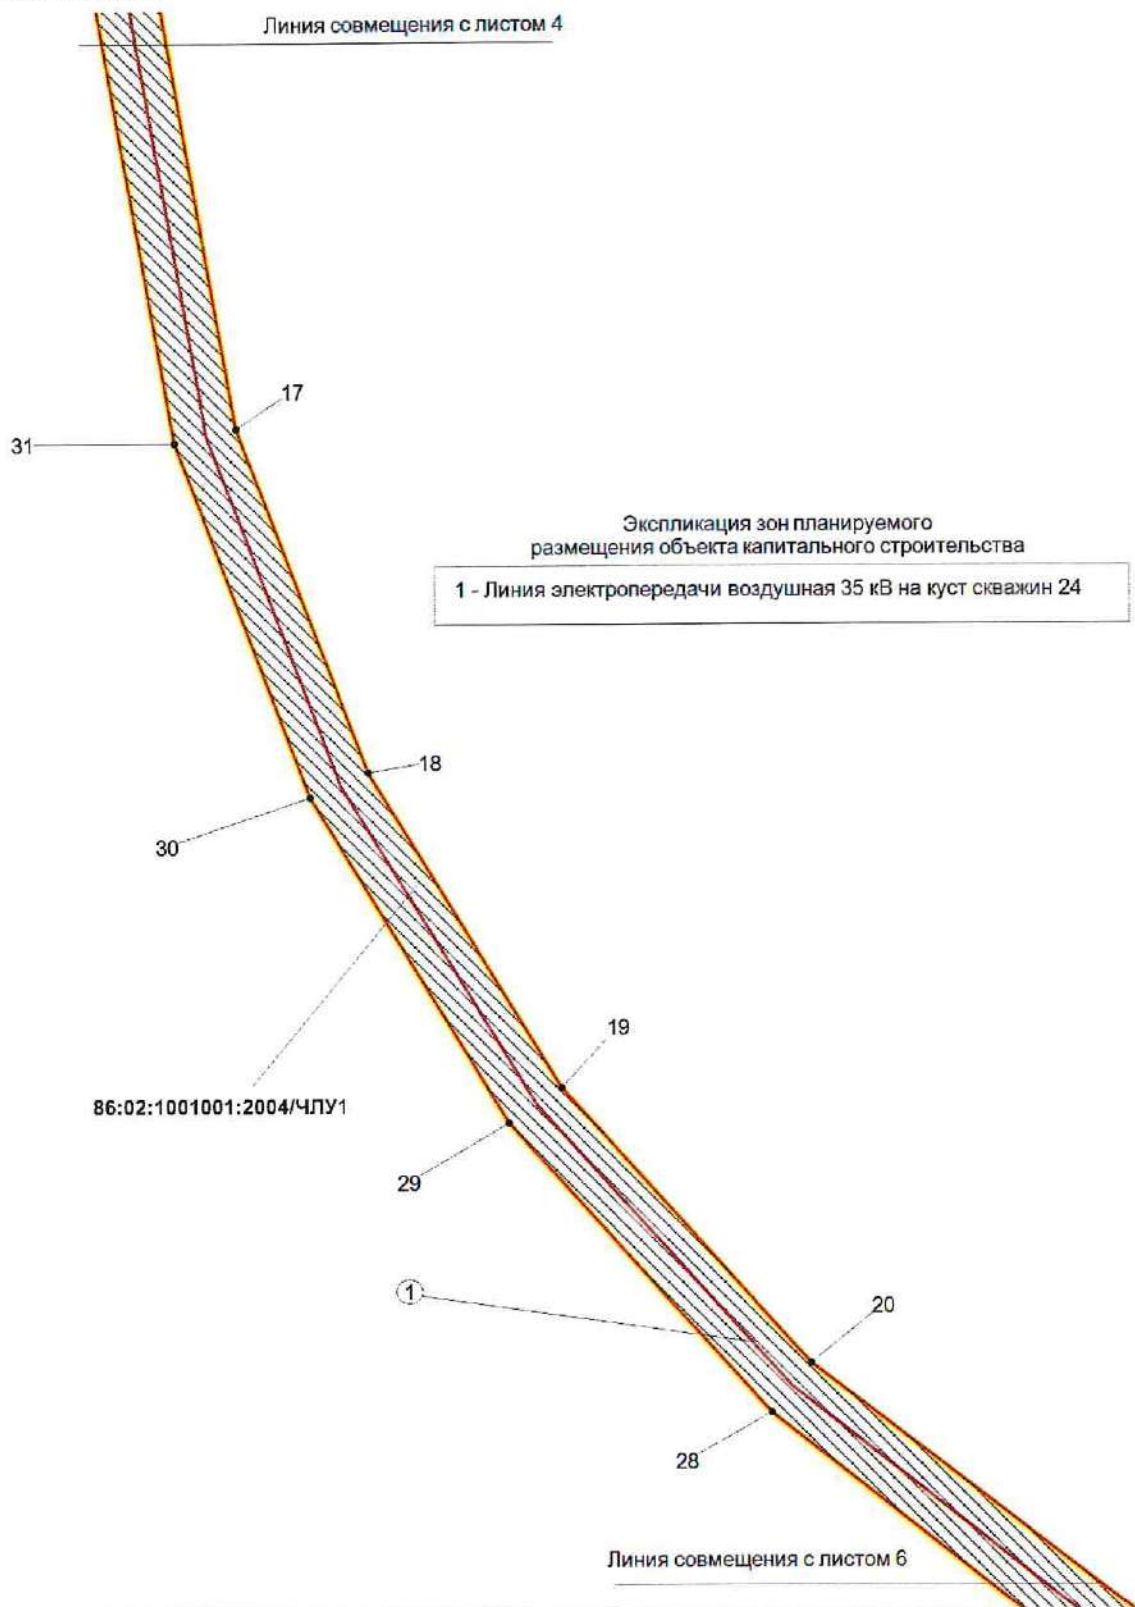 Линия совмещения с листом 4
17
31
Экспликация зон планируемого
размещения объекта капитального строительства
1 - Линия электропередачи воздушная 35 кВ на куст скважин 24
18
30
19
86:02:1001001:2004/ЧЛУ1
29
1
20
28
Линия совмещения с листом 6